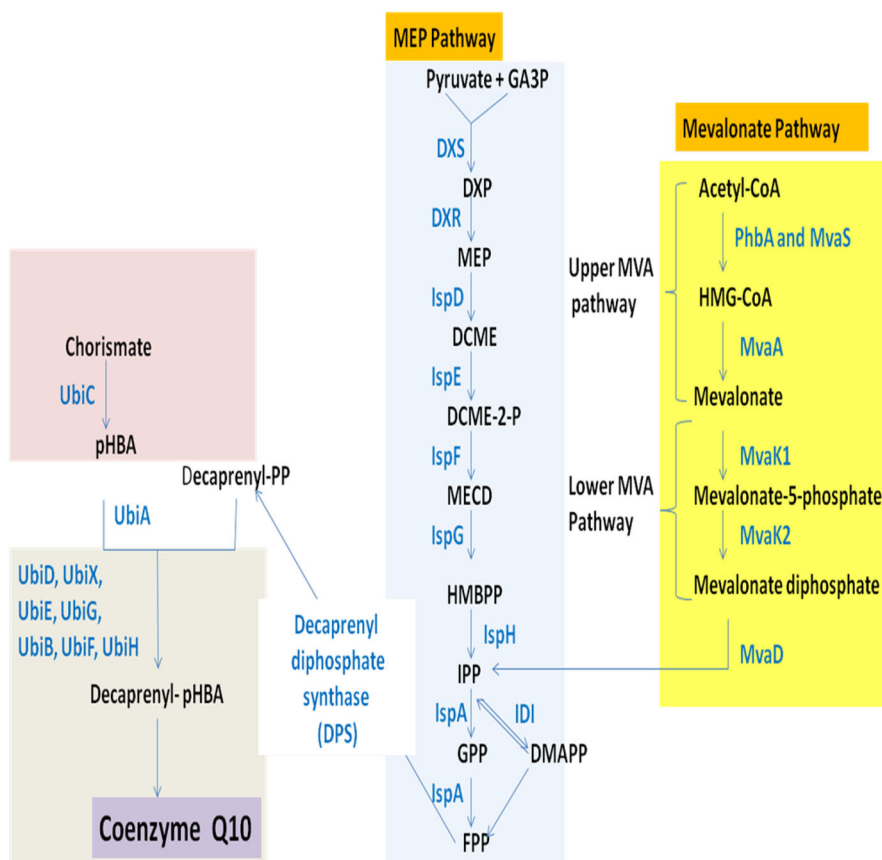 MEP Pathway
Pyruvate + GA3P
DXS
DXP
DXR
MEP
IspD
DCME
IspE
DCME-2-P
IspF
MECD
IspG
HMBPP
IspH
IPP
IspA
IDI
GPP
DMAPP
IspA
FPP
Mevalonate Pathway
Acetyl-CoA
PhbA and MvaS
Upper MVA
pathway
HMG-CoA
MvaA
Mevalonate
MvaK1
Lower MVA
Pathway
Mevalonate-5-phosphate
MvaK2
Mevalonate diphosphate
MvaD
Chorismate
UbiC
pHBA
Decaprenyl-PP
UbiA
UbiD, UbiX,
UbiE, UbiG,
UbiB, UbiF, UbiH
Decaprenyl
diphosphate
synthase
(DPS)
Decaprenyl- pHBA
Coenzyme Q10